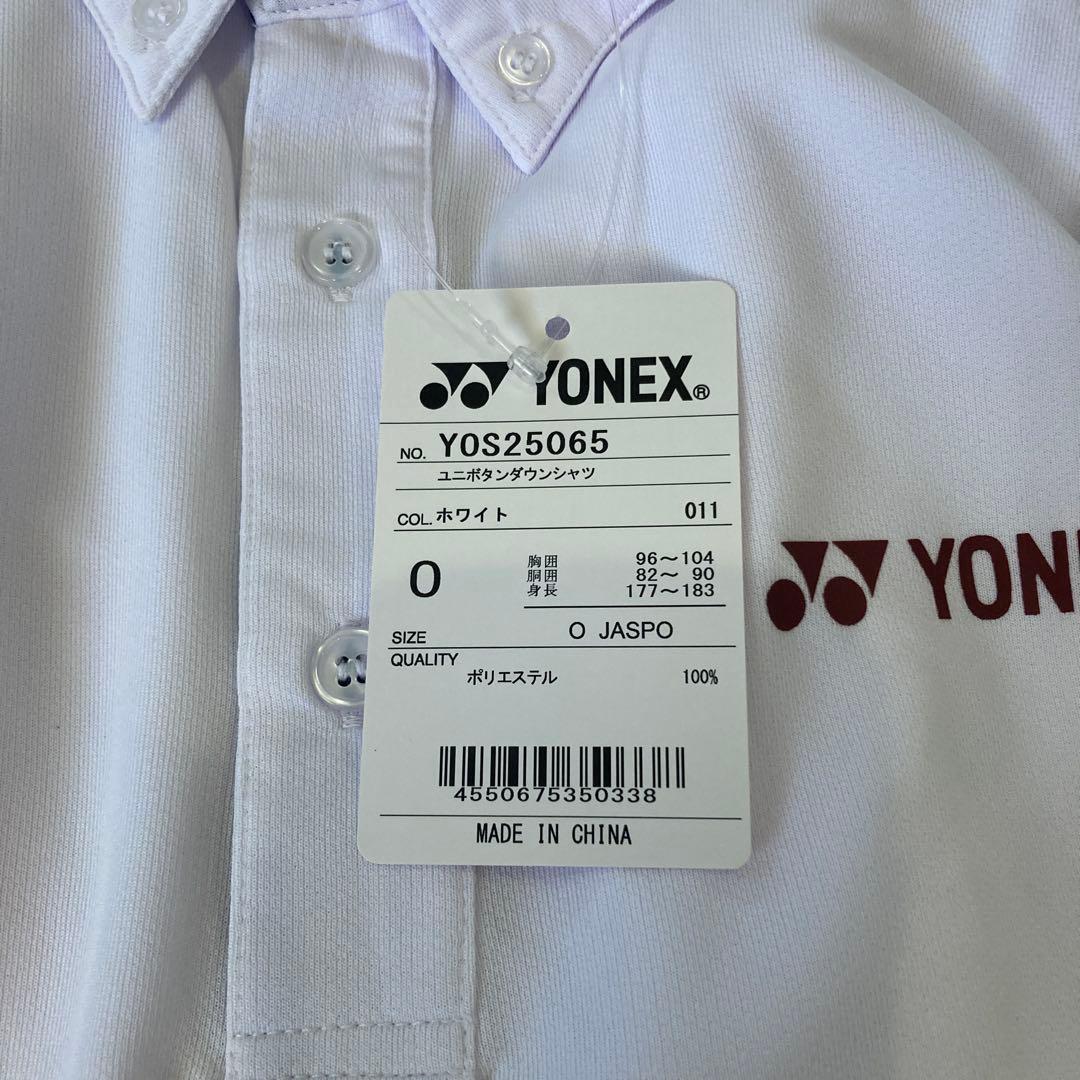 YONEX®
NO. YOS25065
ユニボタンダウンシャツ
COL. ホワイト 011
O
胸囲 96〜104
胴囲 82〜 90
身長 177〜183
SIZE O JASPO
QUALITY
ポリエステル 100%
4550675350338
MADE IN CHINA
YONE